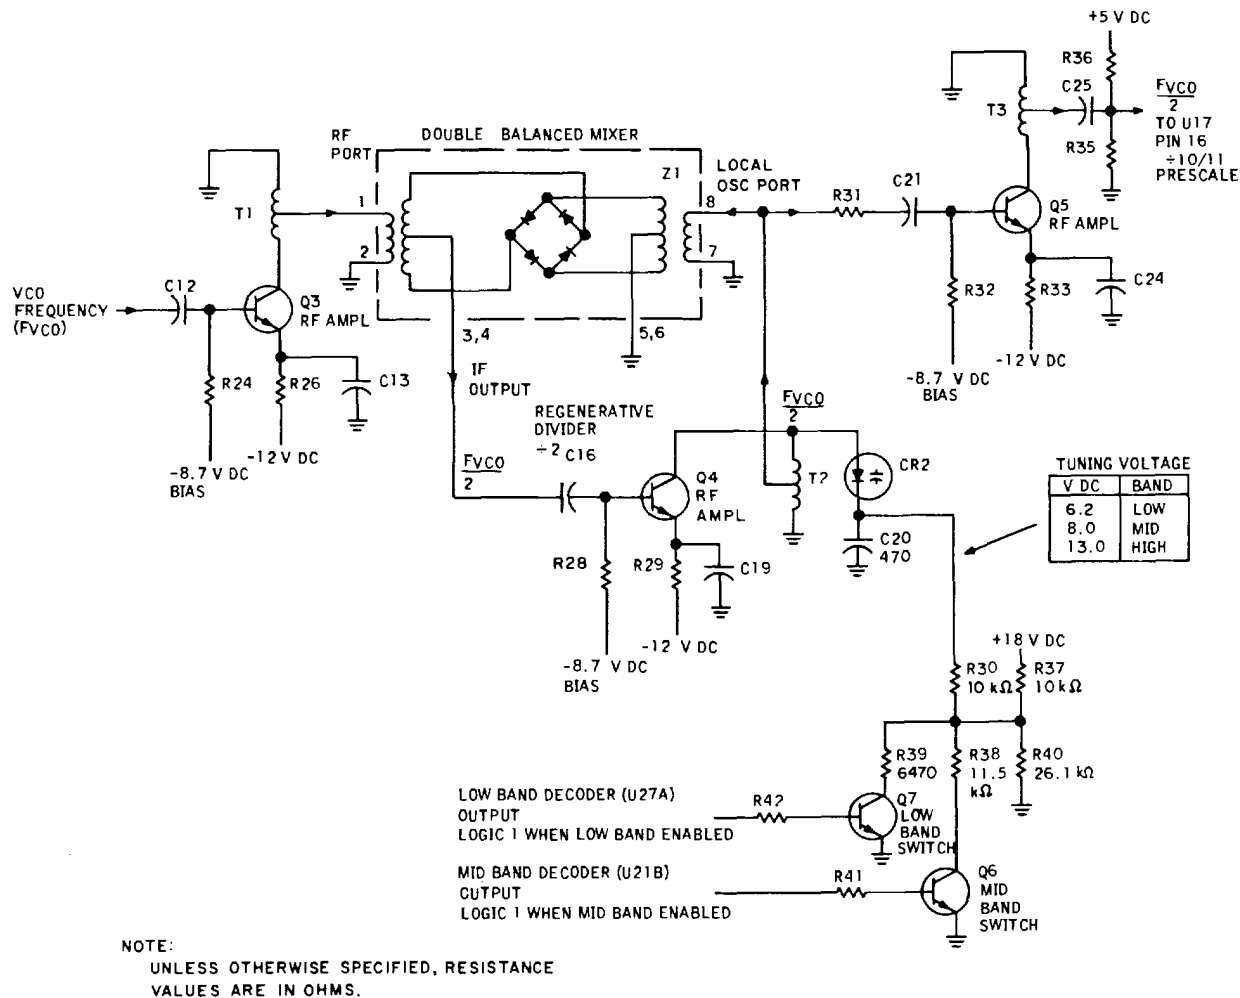 +5 V DC
R36
C25
FVCO
2
TO U17
PIN 16
÷10/11
PRESCALE
T3
R35
RF
PORT
DOUBLE BALANCED MIXER
Z1
LOCAL
OSC PORT
R31
C21
Q5
RF AMPL
T1
1
2
8
7
3,4
5,6
R32
R33
C24
-12 V DC
-8.7 V DC
BIAS
VCO
FREQUENCY
(FVCO)
C12
Q3
RF AMPL
R24
R26
C13
-12 V DC
-8.7 V DC
BIAS
IF
OUTPUT
REGENERATIVE
DIVIDER
÷2
C16
FVCO
2
FVCO
2
Q4
RF
AMPL
T2
CR2
C20
470
R28
R29
C19
-12 V DC
-8.7 V DC
BIAS
TUNING VOLTAGE
V DC BAND
6.2 LOW
8.0 MID
13.0 HIGH
+18 V DC
R30
10 kΩ
R37
10 kΩ
R39
6470
R38
11.5
kΩ
R40
26.1 kΩ
LOW BAND DECODER (U27A)
OUTPUT
LOGIC 1 WHEN LOW BAND ENABLED
R42
Q7
LOW
BAND
SWITCH
MID BAND DECODER (U21B)
OUTPUT
LOGIC 1 WHEN MID BAND ENABLED
R41
Q6
MID
BAND
SWITCH
NOTE:
UNLESS OTHERWISE SPECIFIED, RESISTANCE
VALUES ARE IN OHMS.